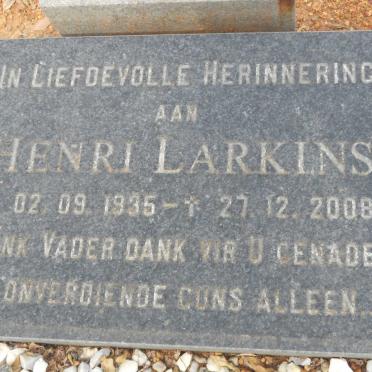 IN LIEFDEVOLLE HERINNERING
AAN
HENRI LARKINS
02. 09. 1935 - ✝ 27. 12. 2008
ANK VADER DANK VIR U GENADE
ONVERDIENDE GUNS ALLEEN...